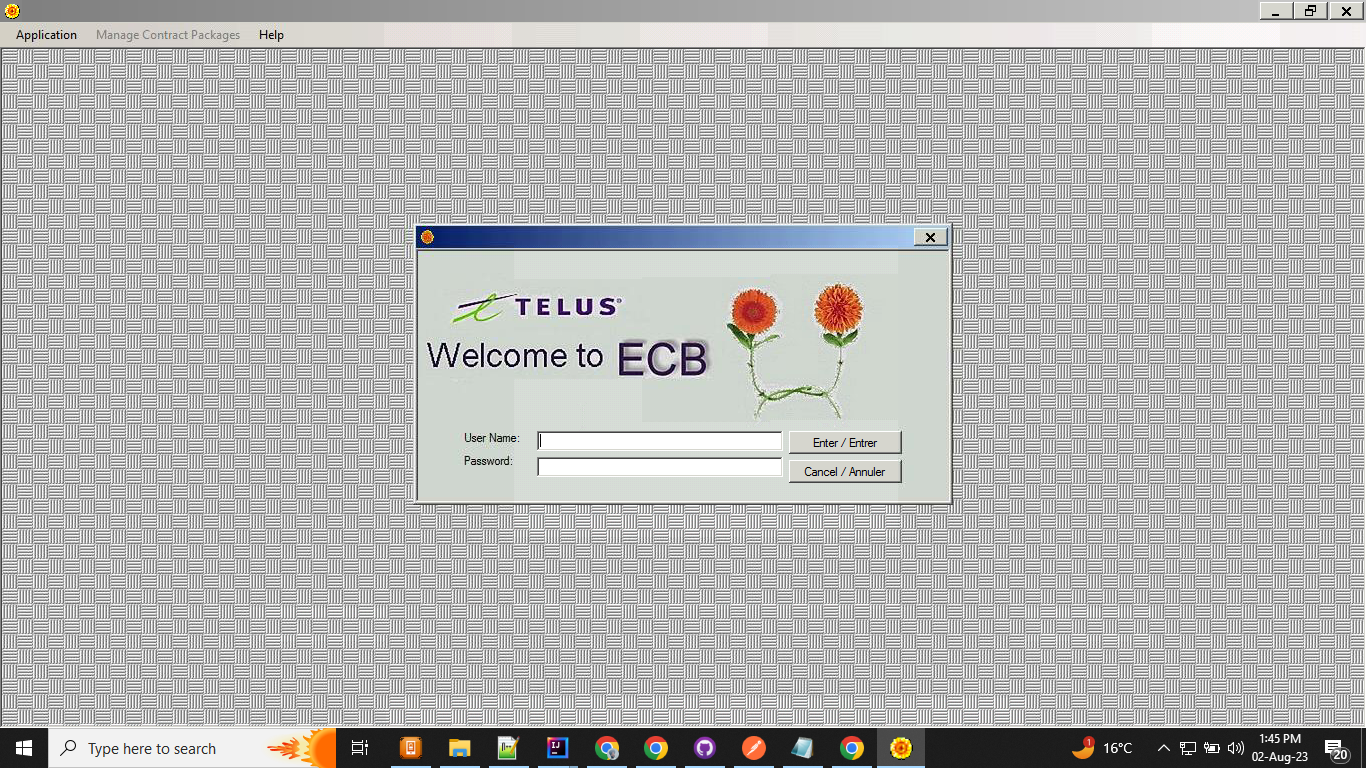 Application Manage Contract Packages Help
TELUS®
Welcome to ECB
User Name:
Enter / Entrer
Password:
Cancel / Annuler
Type here to search
1
16°C
1:45 PM
02-Aug-23
20